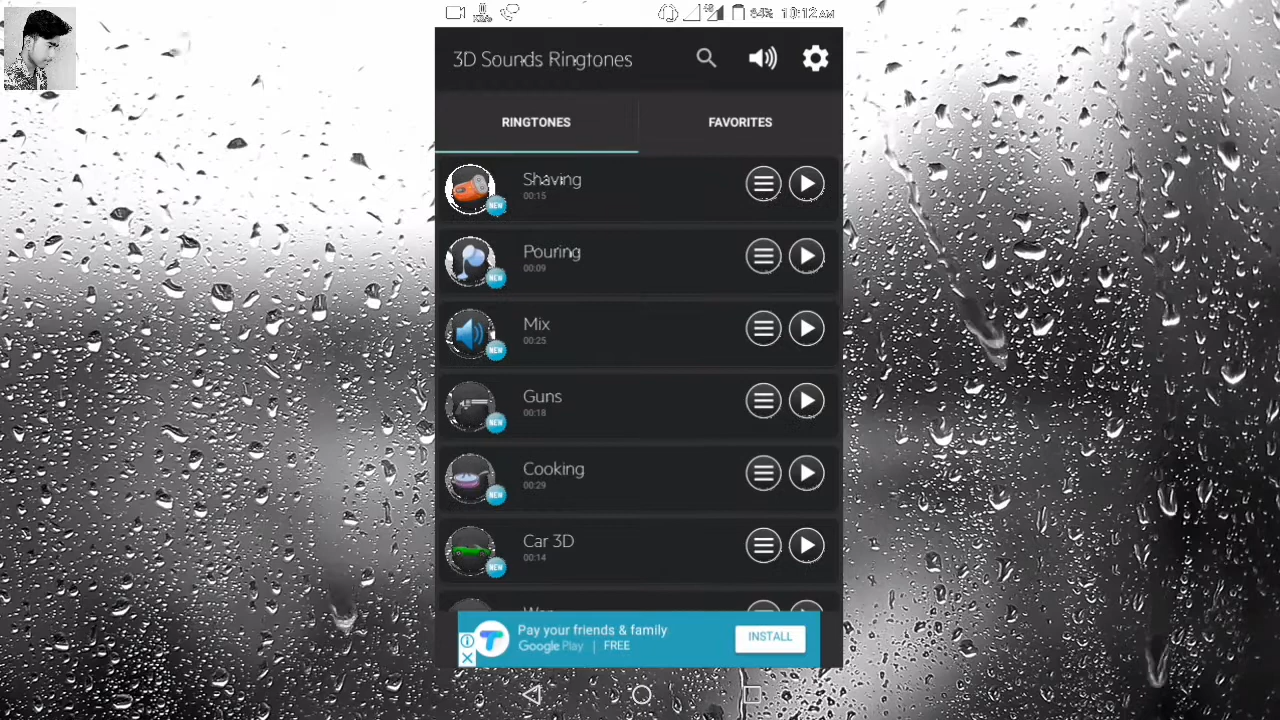 64% 10:12 AM
3D Sounds Ringtones
RINGTONES
FAVORITES
Shaving
00:15
NEW
Pouring
00:09
NEW
Mix
00:25
NEW
Guns
00:18
NEW
Cooking
00:29
NEW
Car 3D
00:14
NEW
Pay your friends & family
Google Play | FREE
INSTALL